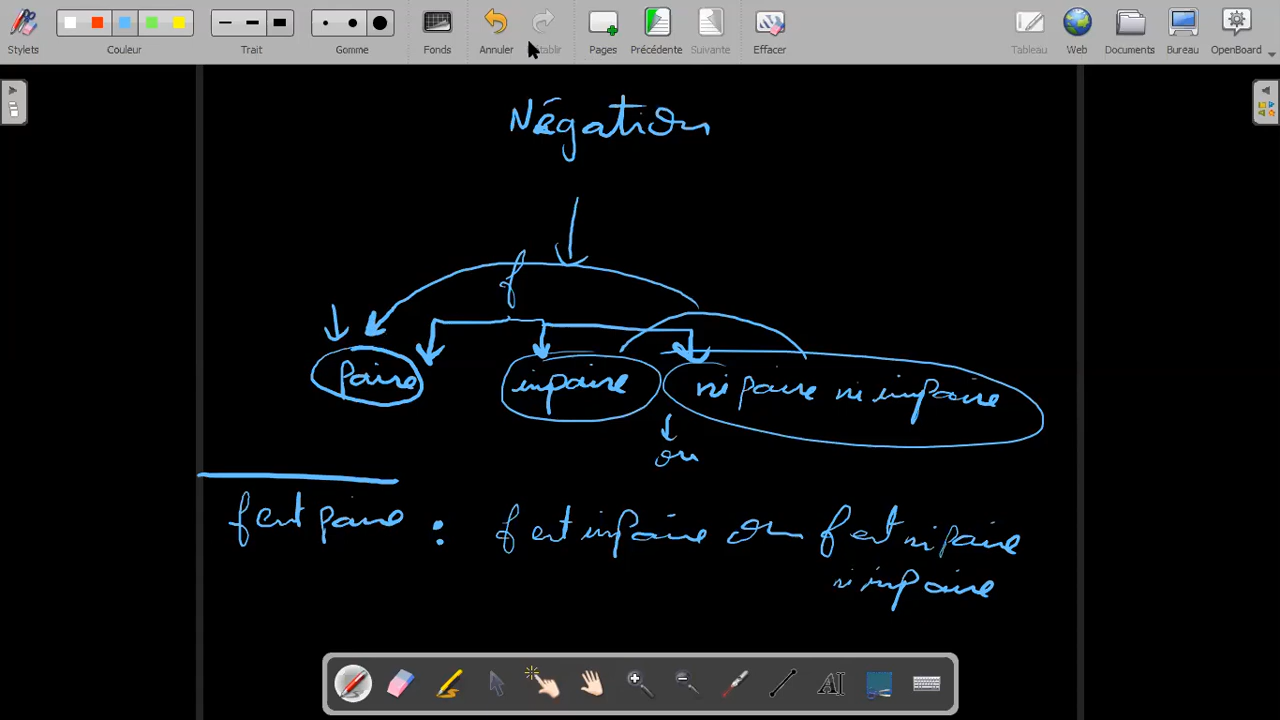 Stylets Couleur Trait Gomme Fonds Annuler Pages Précédente Suivante Effacer Tableau Web Documents Bureau OpenBoard
Négation
f
paire impaire ni paire ni impaire
ou
f est paire : f est impaire ou f est ni paire
ni impaire
AI